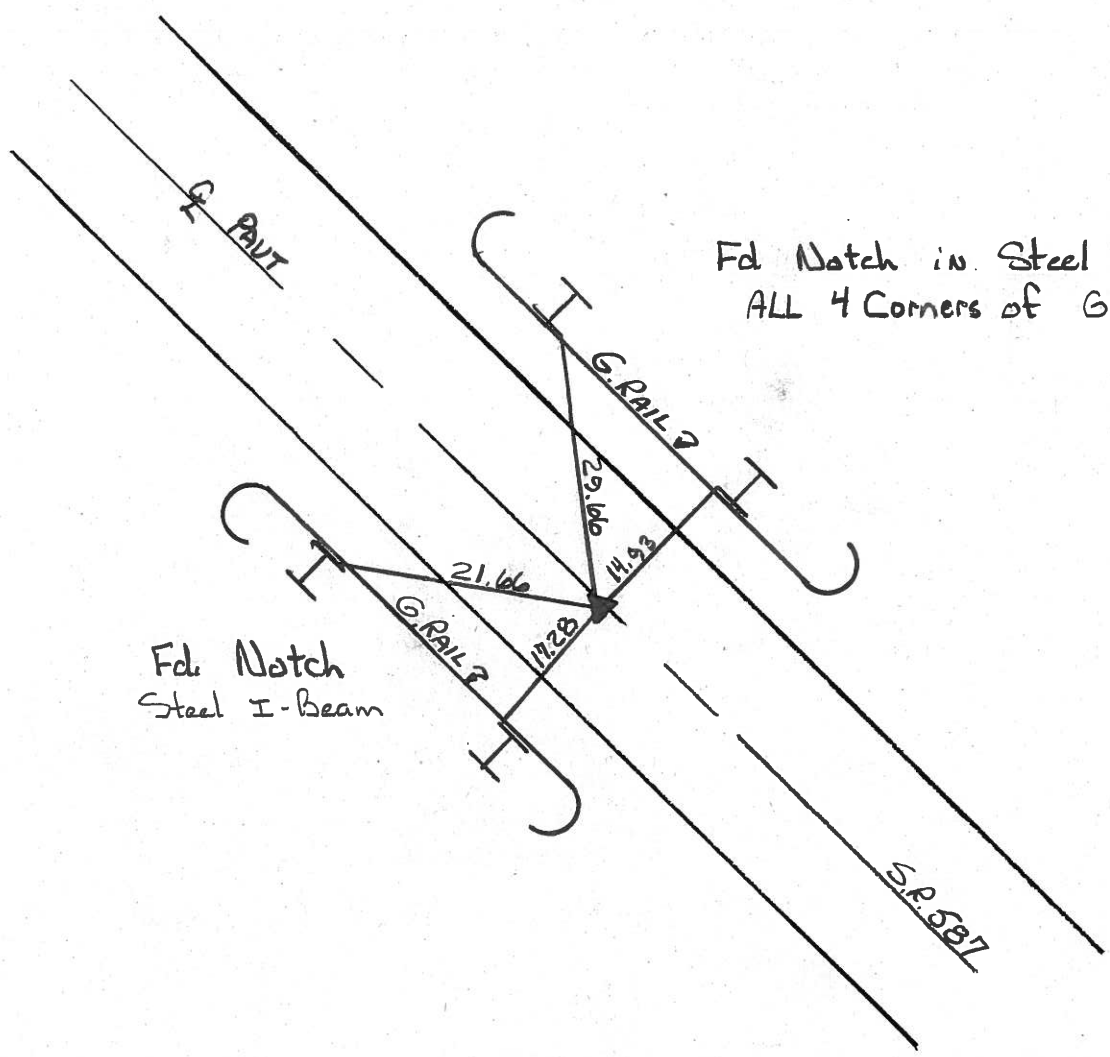 ℄ PAVT
Fd Notch in Steel
ALL 4 Corners of G
G.RAIL
29.66
14.93
21.66
G.RAIL
17.28
Fd. Notch
Steel I-Beam
S.R. 587